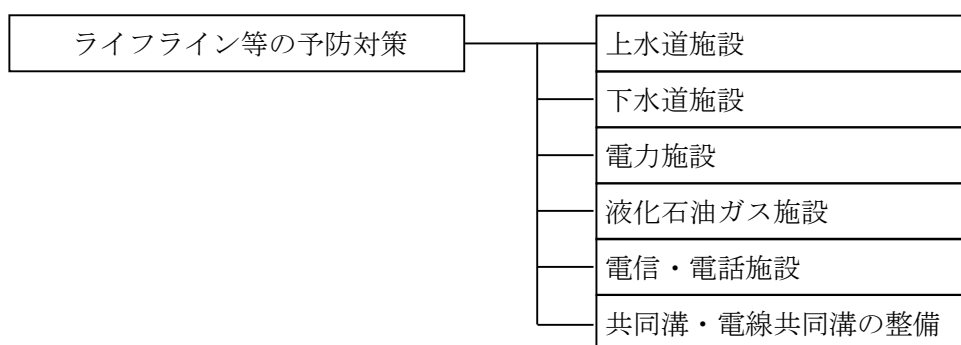 ライフライン等の予防対策
上水道施設
下水道施設
電力施設
液化石油ガス施設
電信・電話施設
共同溝・電線共同溝の整備